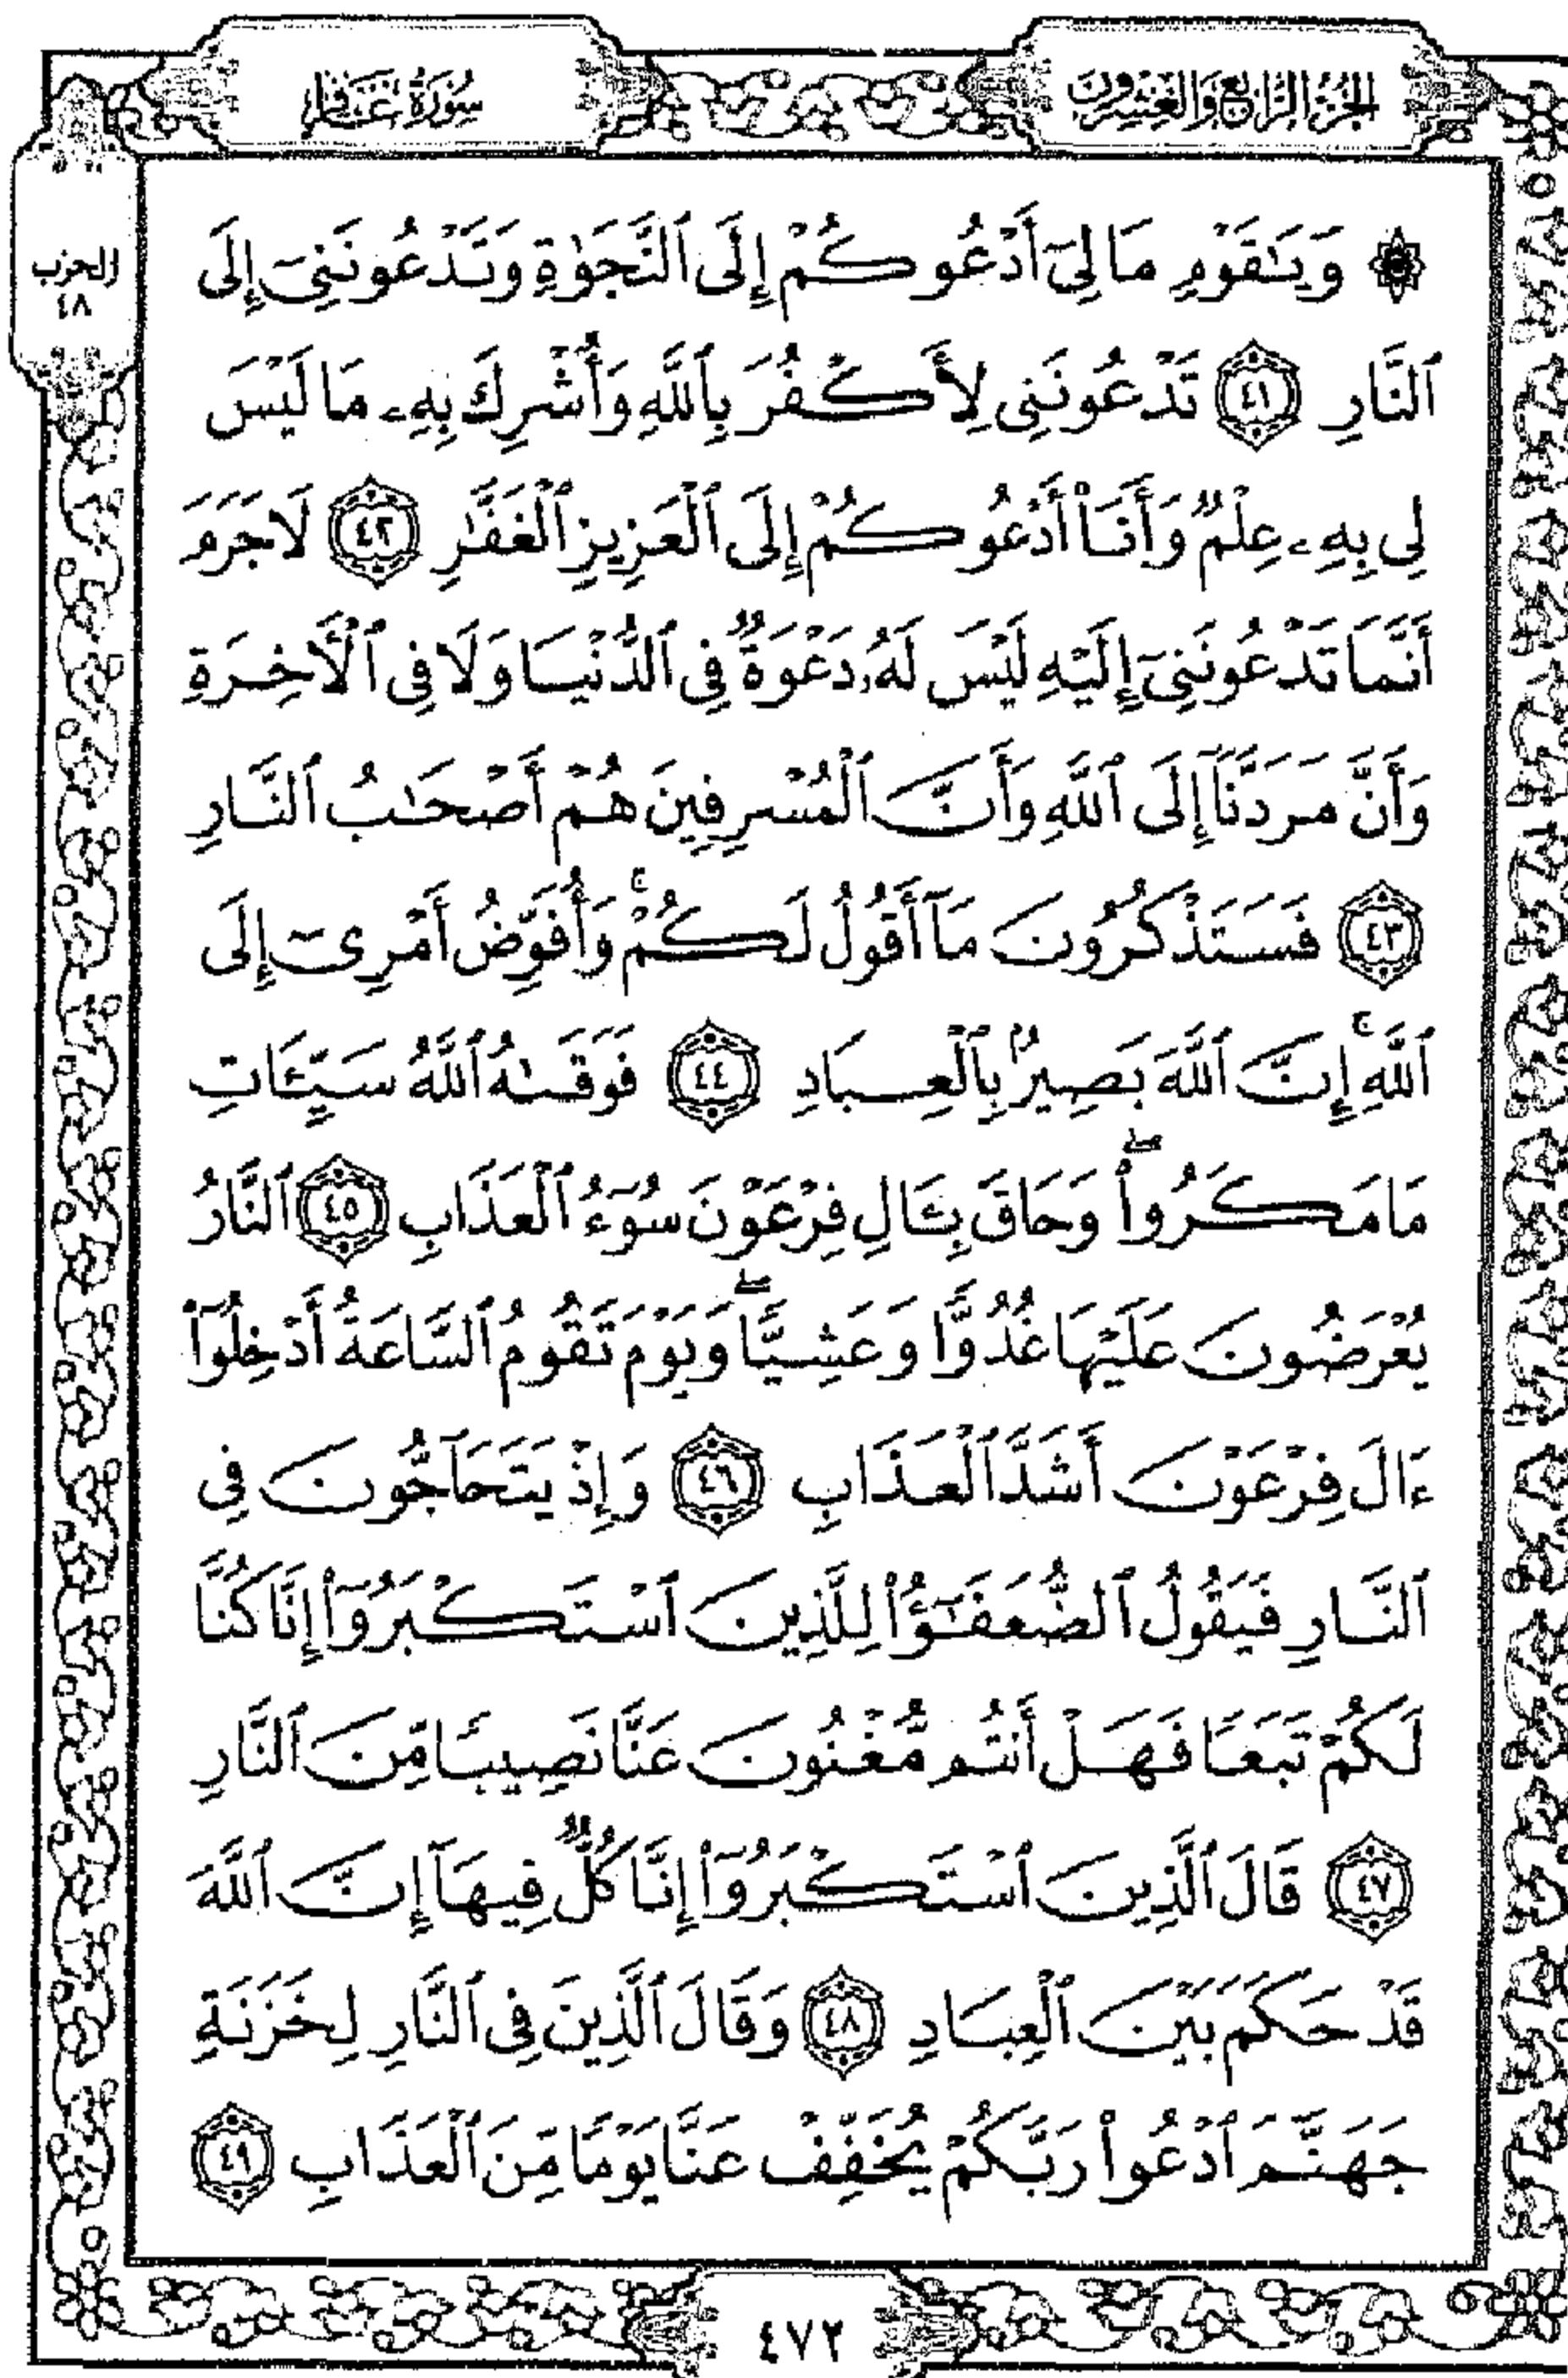 الجزء الرابع والعشرون
سورة غافر
الحزب
٤٨
۞ وَيَٰقَوْمِ مَا لِىٓ أَدْعُوكُمْ إِلَى ٱلنَّجَوٰةِ وَتَدْعُونَنِىٓ إِلَى
ٱلنَّارِ ٤١ تَدْعُونَنِى لِأَكْفُرَ بِٱللَّهِ وَأُشْرِكَ بِهِۦ مَا لَيْسَ
لِى بِهِۦ عِلْمٌ وَأَنَا۠ أَدْعُوكُمْ إِلَى ٱلْعَزِيزِ ٱلْغَفَّٰرِ ٤٢ لَا جَرَمَ
أَنَّمَا تَدْعُونَنِىٓ إِلَيْهِ لَيْسَ لَهُۥ دَعْوَةٌ فِى ٱلدُّنْيَا وَلَا فِى ٱلْأَخِرَةِ
وَأَنَّ مَرَدَّنَآ إِلَى ٱللَّهِ وَأَنَّ ٱلْمُسْرِفِينَ هُمْ أَصْحَٰبُ ٱلنَّارِ
٤٣ فَسَتَذْكُرُونَ مَآ أَقُولُ لَكُمْ ۚ وَأُفَوِّضُ أَمْرِىٓ إِلَى
ٱللَّهِ ۚ إِنَّ ٱللَّهَ بَصِيرٌۢ بِٱلْعِبَادِ ٤٤ فَوَقَىٰهُ ٱللَّهُ سَيِّـَٔاتِ
مَا مَكَرُوا۟ ۖ وَحَاقَ بِـَٔالِ فِرْعَوْنَ سُوٓءُ ٱلْعَذَابِ ٤٥ ٱلنَّارُ
يُعْرَضُونَ عَلَيْهَا غُدُوًّا وَعَشِيًّا ۖ وَيَوْمَ تَقُومُ ٱلسَّاعَةُ أَدْخِلُوٓا۟
ءَالَ فِرْعَوْنَ أَشَدَّ ٱلْعَذَابِ ٤٦ وَإِذْ يَتَحَآجُّونَ فِى
ٱلنَّارِ فَيَقُولُ ٱلضُّعَفَٰٓؤُا۟ لِلَّذِينَ ٱسْتَكْبَرُوٓا۟ إِنَّا كُنَّا
لَكُمْ تَبَعًا فَهَلْ أَنتُم مُّغْنُونَ عَنَّا نَصِيبًا مِّنَ ٱلنَّارِ
٤٧ قَالَ ٱلَّذِينَ ٱسْتَكْبَرُوٓا۟ إِنَّا كُلٌّ فِيهَآ إِنَّ ٱللَّهَ
قَدْ حَكَمَ بَيْنَ ٱلْعِبَادِ ٤٨ وَقَالَ ٱلَّذِينَ فِى ٱلنَّارِ لِخَزَنَةِ
جَهَنَّمَ ٱدْعُوا۟ رَبَّكُمْ يُخَفِّفْ عَنَّا يَوْمًا مِّنَ ٱلْعَذَابِ ٤٩
٤٧٢